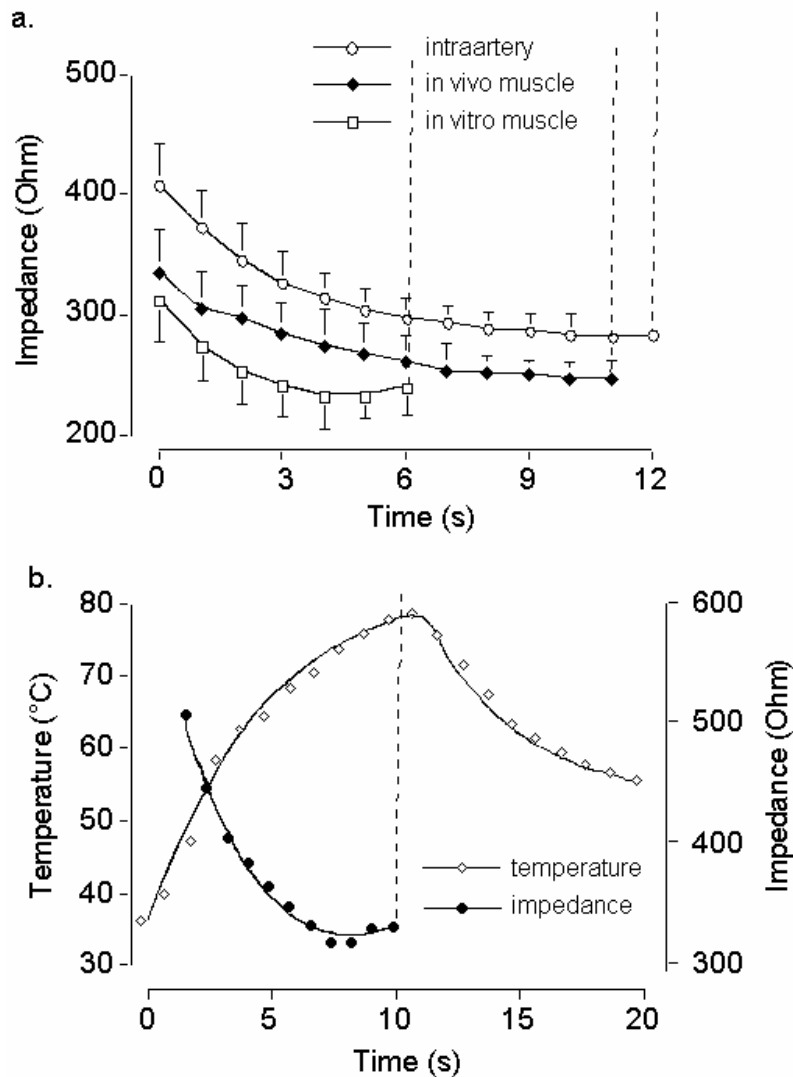 a.
intraartery
in vivo muscle
in vitro muscle
500
400
300
200
Impedance (Ohm)
0 3 6 9 12
Time (s)
b.
80
70
60
50
40
30
Temperature (°C)
600
500
400
300
Impedance (Ohm)
temperature
impedance
0 5 10 15 20
Time (s)